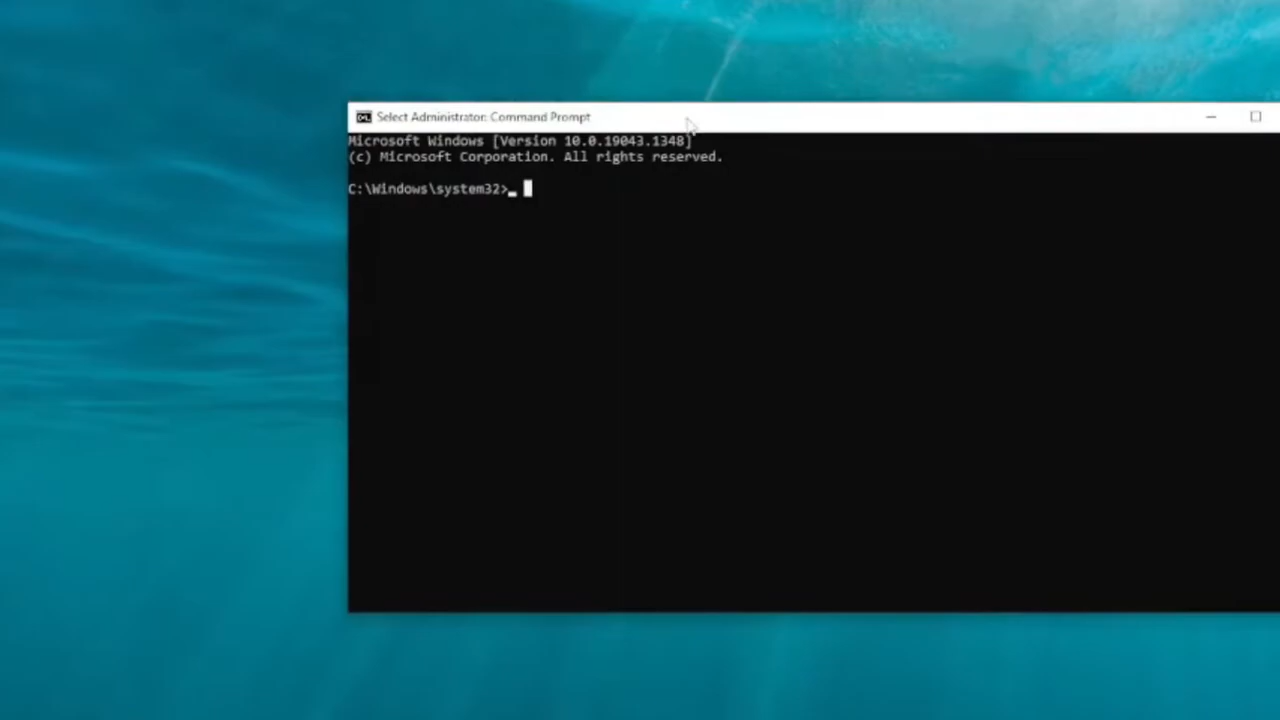 Select Administrator: Command Prompt
Microsoft Windows [Version 10.0.19043.1348]
(c) Microsoft Corporation. All rights reserved.
C:\Windows\system32>